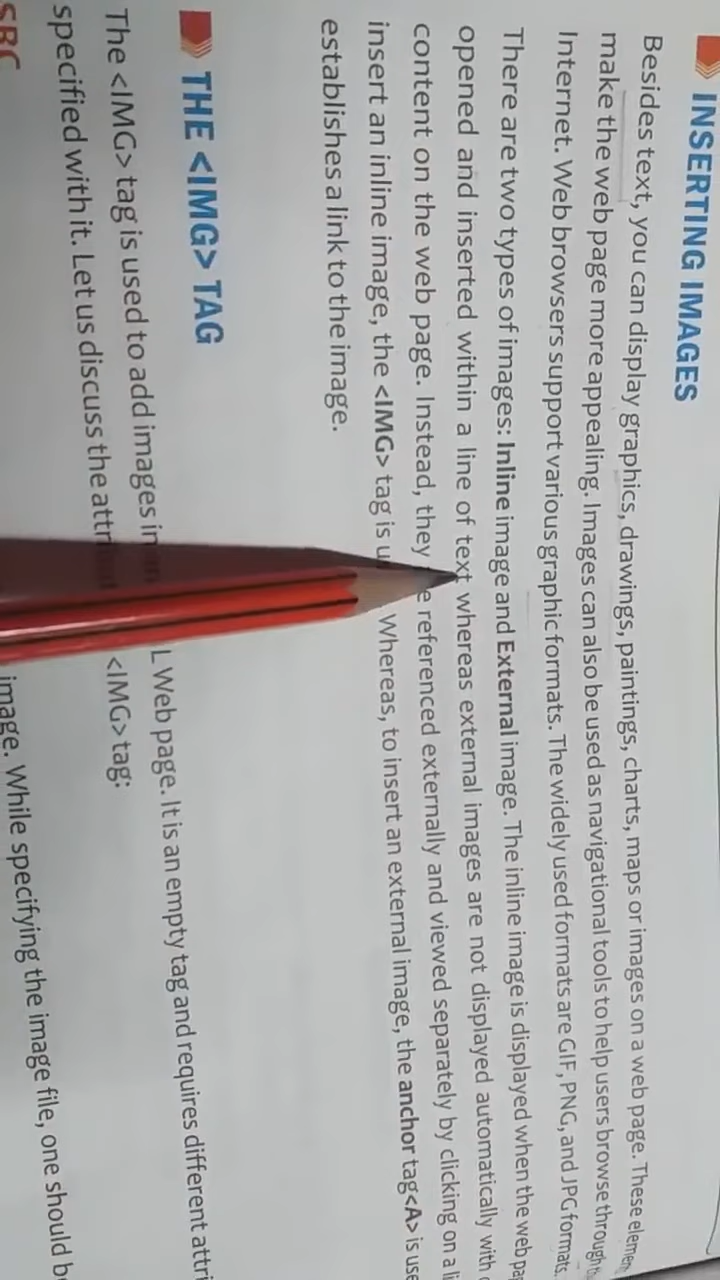 INSERTING IMAGES
Besides text, you can display graphics, drawings, paintings, charts, maps or images on a web page. These
make the web page more appealing. Images can also be used as navigational tools to help users browse through
Internet. Web browsers support various graphic formats. The widely used formats are GIF, PNG, and JPG formats.
There are two types of images: Inline image and External image. The inline image is displayed when the web
opened and inserted within a line of text whereas external images are not displayed automatically with
content on the web page. Instead, they referenced externally and viewed separately by clicking on a
insert an inline image, the <IMG> tag is Whereas, to insert an external image, the anchor tag <A> is
establishes a link to the image.
THE <IMG> TAG
The <IMG> tag is used to add images in Web page. It is an empty tag and requires different
specified with it. Let us discuss the <IMG> tag:
SRC
image. While specifying the image file, one should